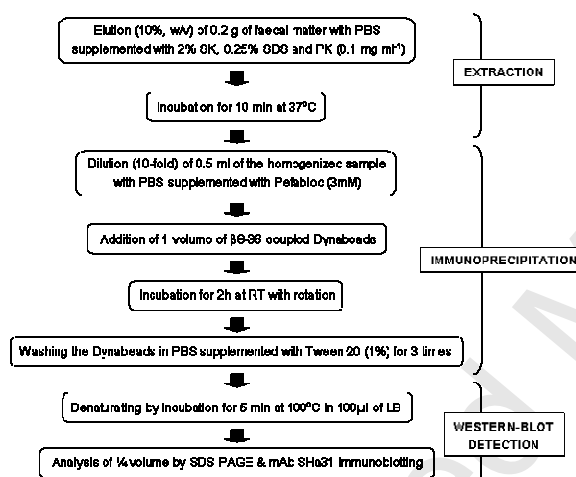 Elution (10%, w/v) of 0.2 g of faecal matter with PBS
supplemented with 2% SK, 0.25% SDS and PK (0.1 mg ml⁻¹)
EXTRACTION
Incubation for 10 min at 37ºC
Dilution (10-fold) of 0.5 ml of the homogenized sample
with PBS supplemented with Pefabloc (3mM)
Addition of 1 volume of coupled Dynabeads
IMMUNOPRECIPITATION
Incubation for 2h at RT with rotation
Washing the Dynabeads in PBS supplemented with Tween 20 (1%) for 3 times
Denaturating by incubation for 5 min at 100ºC in 100µl of LB
WESTERN-BLOT
DETECTION
Analysis of ¼ volume by SDS PAGE & mAb SHa31 immunoblotting